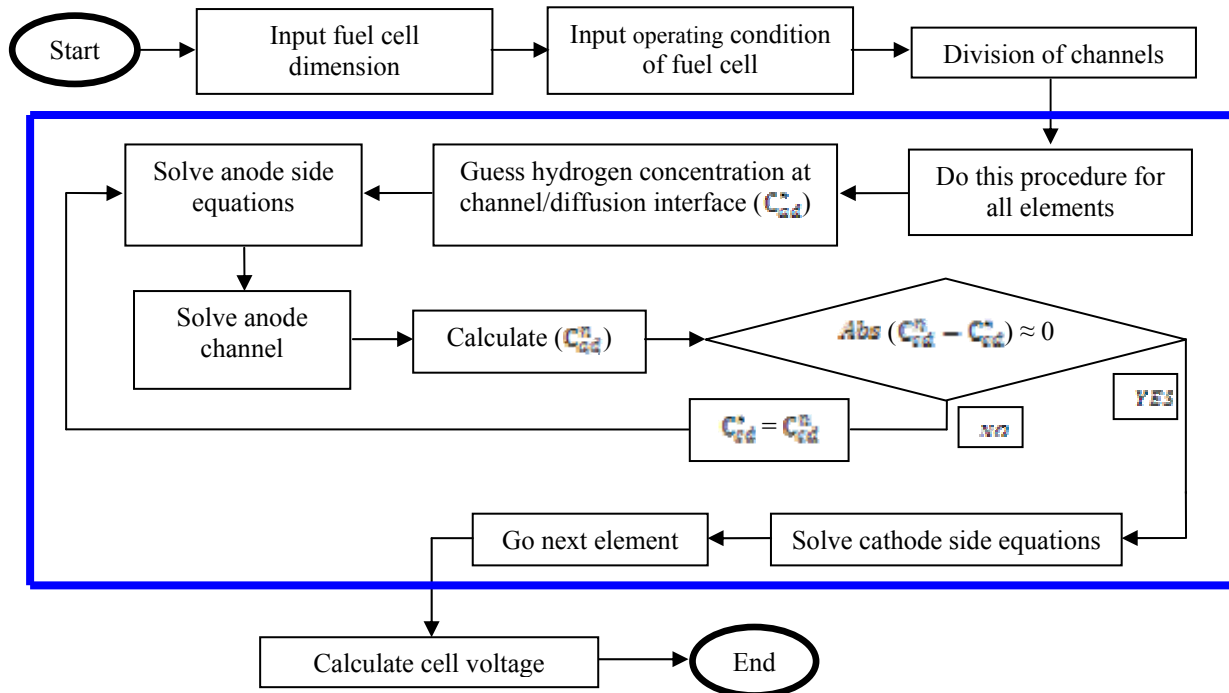 Start
Input fuel cell
dimension
Input operating condition
of fuel cell
Division of channels
Solve anode side
equations
Guess hydrogen concentration at
channel/diffusion interface (C*ad)
Do this procedure for
all elements
Solve anode
channel
Calculate (Cⁿad)
Abs (Cⁿcd − C*cd) ≈ 0
YES
C*cd = Cⁿcd
NO
Go next element
Solve cathode side equations
Calculate cell voltage
End